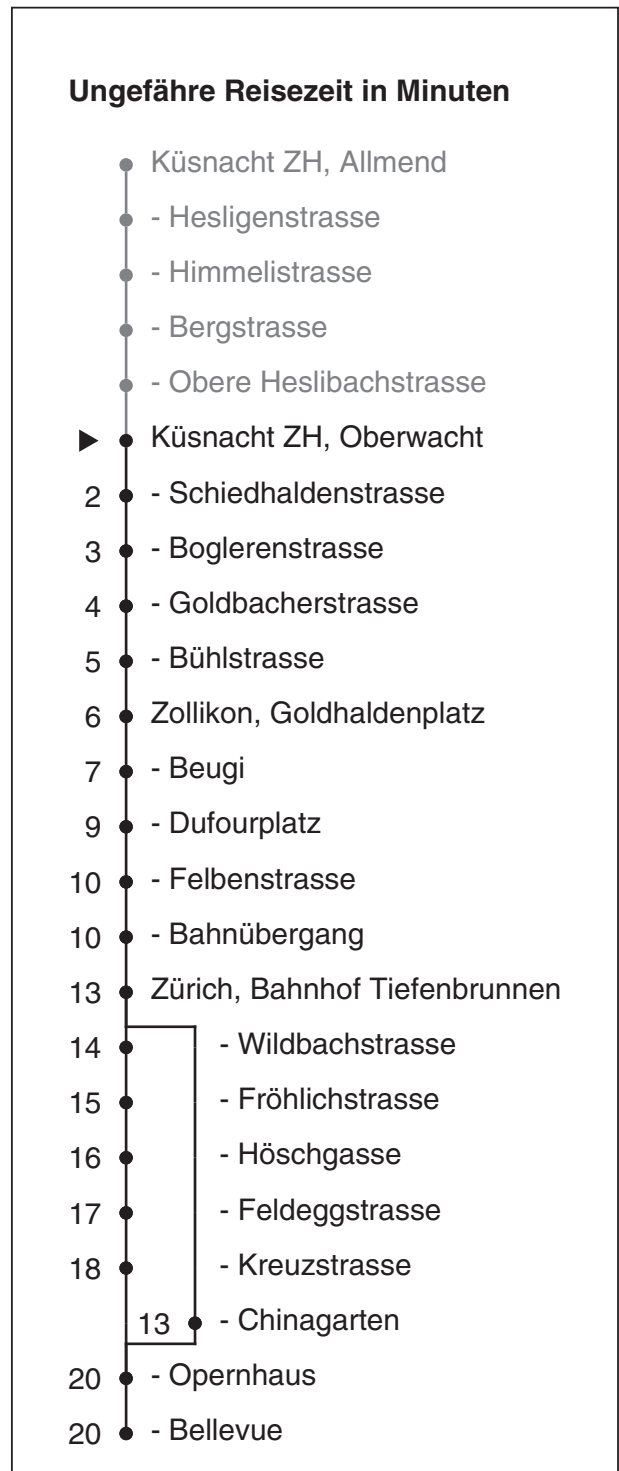 Ungefähre Reisezeit in Minuten
Küsnacht ZH, Allmend
- Hesligenstrasse
- Himmelistrasse
- Bergstrasse
- Obere Heslibachstrasse
Küsnacht ZH, Oberwacht
2 - Schiedhaldenstrasse
3 - Boglerenstrasse
4 - Goldbacherstrasse
5 - Bühlstrasse
6 Zollikon, Goldhaldenplatz
7 - Beugi
9 - Dufourplatz
10 - Felbenstrasse
10 - Bahnübergang
13 Zürich, Bahnhof Tiefenbrunnen
14 - Wildbachstrasse
15 - Fröhlichstrasse
16 - Höschgasse
17 - Feldeggstrasse
18 - Kreuzstrasse
13 - Chinagarten
20 - Opernhaus
20 - Bellevue